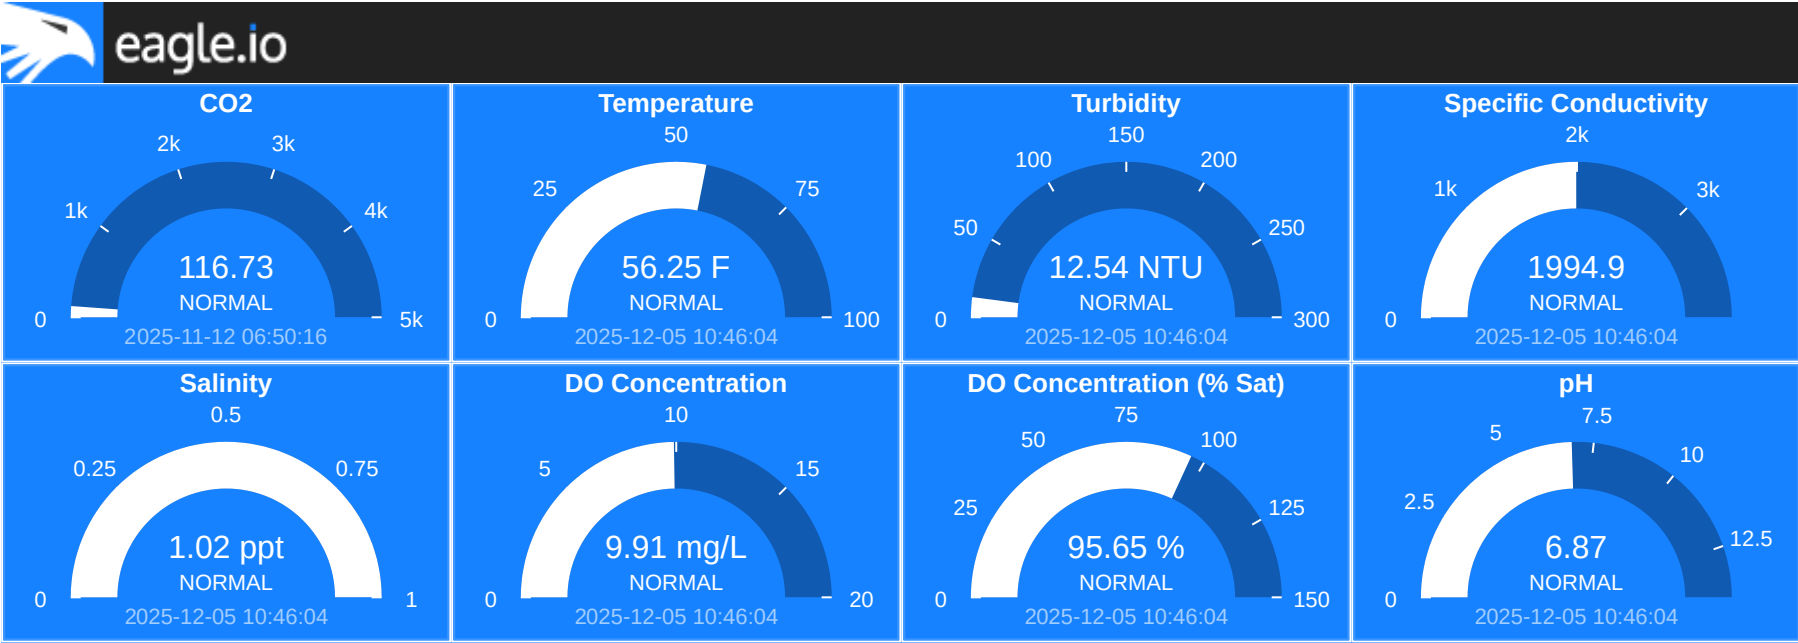 eagle.io
CO2
2k 3k
1k 4k
116.73
NORMAL
0 5k
2025-11-12 06:50:16
Temperature
50
25 75
56.25 F
NORMAL
0 100
2025-12-05 10:46:04
Turbidity
150
100 200
50 250
12.54 NTU
NORMAL
0 300
2025-12-05 10:46:04
Specific Conductivity
2k
1k 3k
1994.9
NORMAL
0
2025-12-05 10:46:04
Salinity
0.5
0.25 0.75
1.02 ppt
NORMAL
0 1
2025-12-05 10:46:04
DO Concentration
10
5 15
9.91 mg/L
NORMAL
0 20
2025-12-05 10:46:04
DO Concentration (% Sat)
75
50 100
25 125
95.65 %
NORMAL
0 150
2025-12-05 10:46:04
pH
7.5
5 10
2.5 12.5
6.87
NORMAL
0
2025-12-05 10:46:04